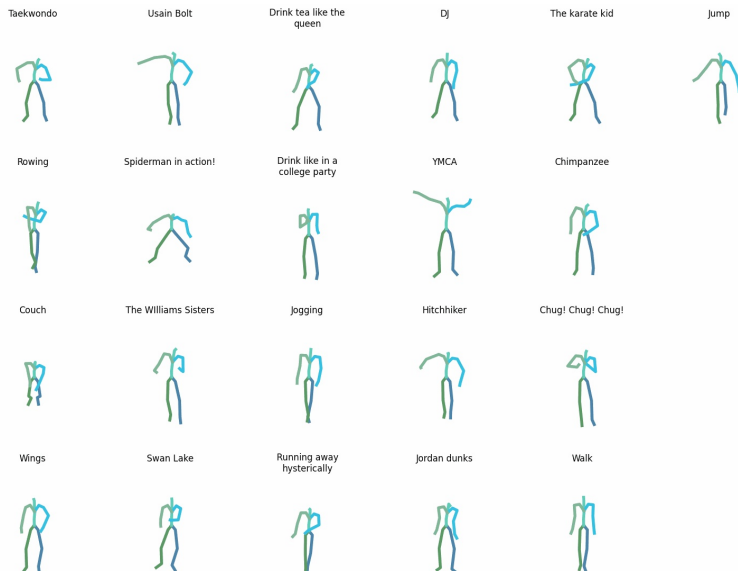 Taekwondo
Usain Bolt
Drink tea like the
queen
DJ
The karate kid
Jump
Rowing
Spiderman in action!
Drink like in a
college party
YMCA
Chimpanzee
Couch
The WIlliams Sisters
Jogging
Hitchhiker
Chug! Chug! Chug!
Wings
Swan Lake
Running away
hysterically
Jordan dunks
Walk